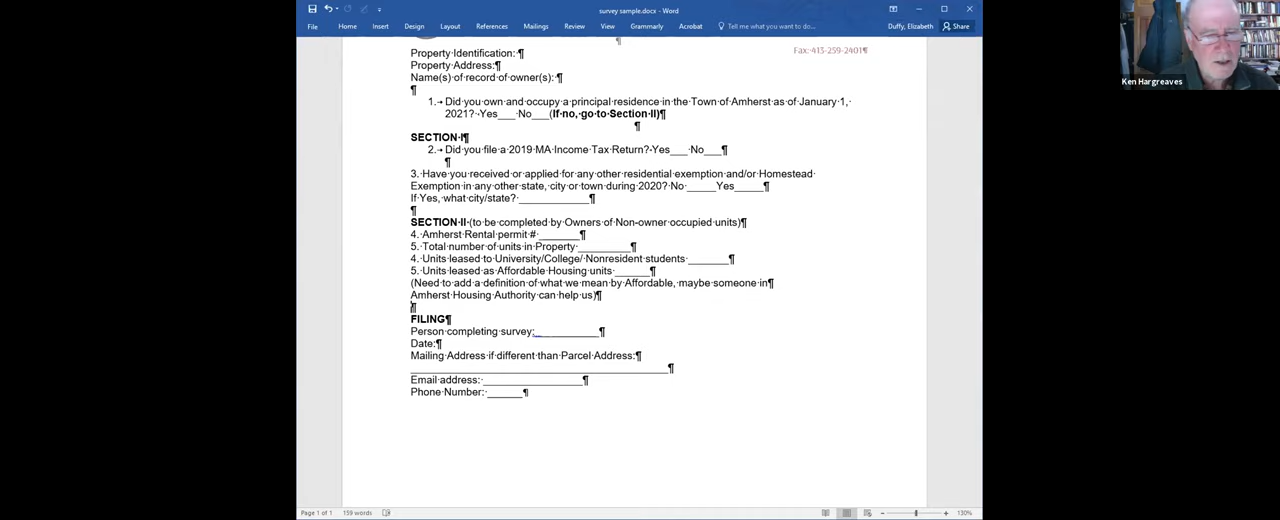 survey sample.docx - Word
Duffy, Elizabeth
Share
File Home Insert Draw Design Layout References Mailings Review View Grammarly Acrobat Tell me what you want to do...
Fax: 413-259-2401¶
Property·Identification:·¶
Property·Address:¶
Name(s)·of·record·of·owner(s):·¶
¶
1.→ Did·you·own·and·occupy·a·principal·residence·in·the·Town·of·Amherst·as·of·January·1,·
2021?·-Yes___·No___(If·no,·go·to·Section·II)¶
¶
SECTION·I¶
2.→ Did·you·file·a·2019·MA·Income·Tax·Return?·Yes___·No___¶
¶
3.·Have·you·received·or·applied·for·any·other·residential·exemption·and/or·Homestead·
Exemption·in·any·other·state,·city·or·town·during·2020?·No·_____Yes_____¶
If·Yes,·what·city/state?·____________¶
¶
SECTION·II·(to·be·completed·by·Owners·of·Non-owner·occupied·units)¶
4.·Amherst·Rental·permit·#·_______¶
5.·Total·number·of·units·in·Property·_________¶
4.·Units·leased·to·University/College/·Nonresident·students·_______¶
5.·Units·leased·as·Affordable·Housing·units·______¶
(Need·to·add·a·definition·of·what·we·mean·by·Affordable,·maybe·someone·in¶
Amherst·Housing·Authority·can·help·us)¶
¶
FILING¶
Person·completing·survey:___________¶
Date:¶
Mailing·Address·if·different·than·Parcel·Address:¶
____________________________________________¶
Email·address:·_________________¶
Phone·Number:·______¶
Page 1 of 1 159 words
130%
Ken Hargreaves